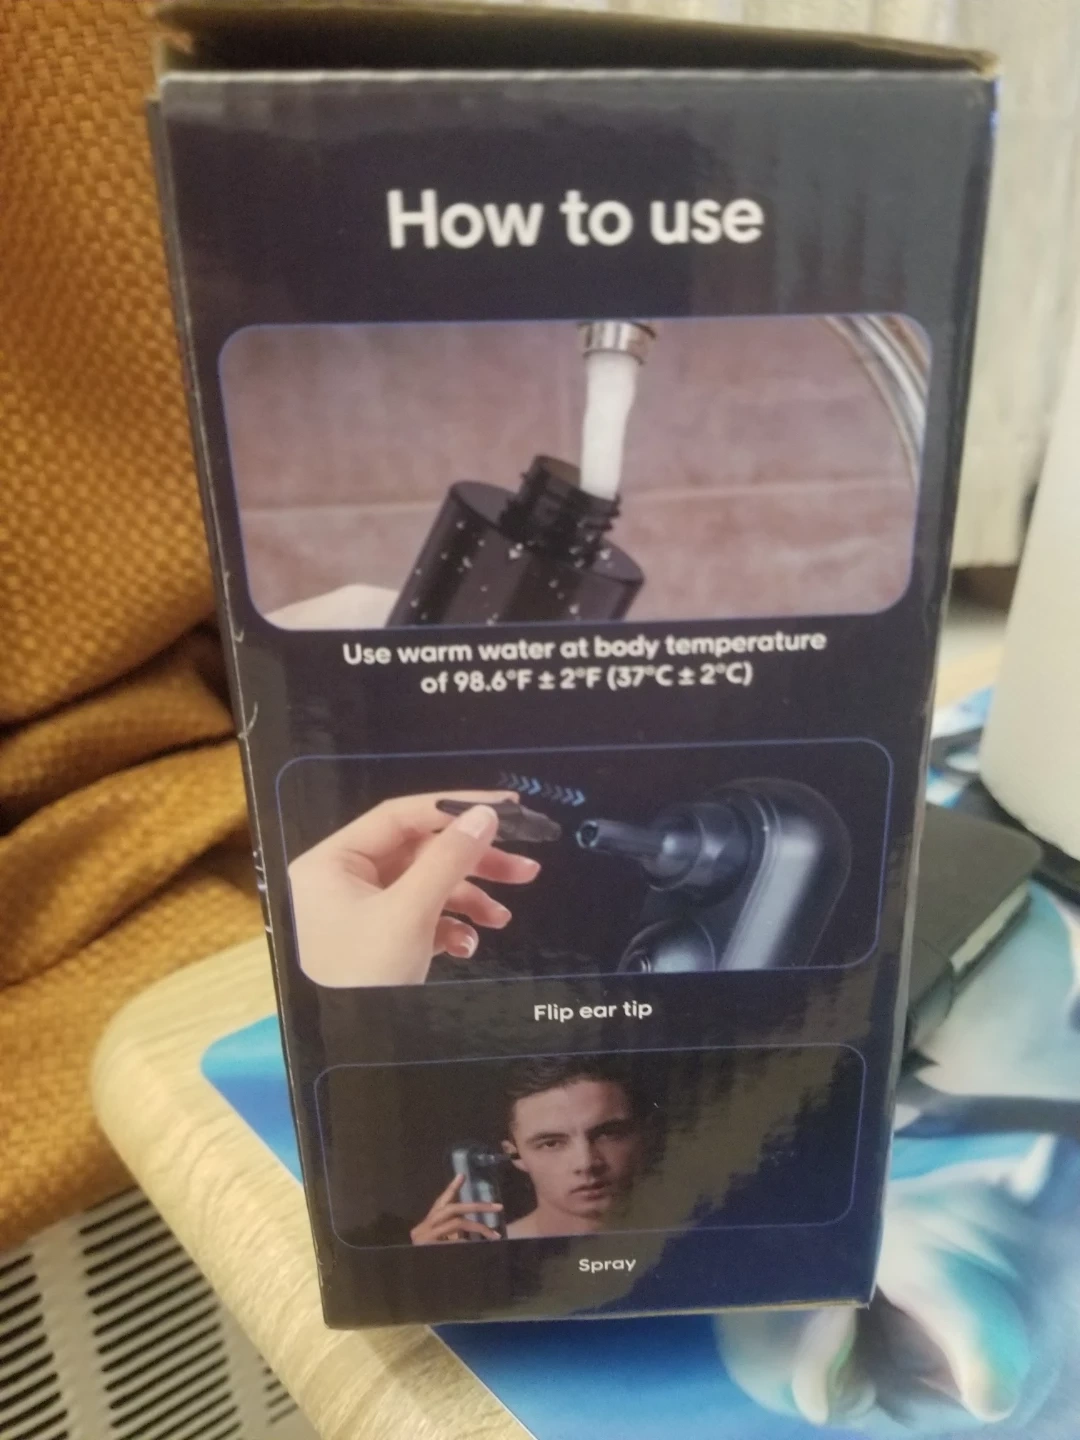 How to use
Use warm water at body temperature
of 98.6°F ± 2°F (37°C ± 2°C)
Flip ear tip
Spray